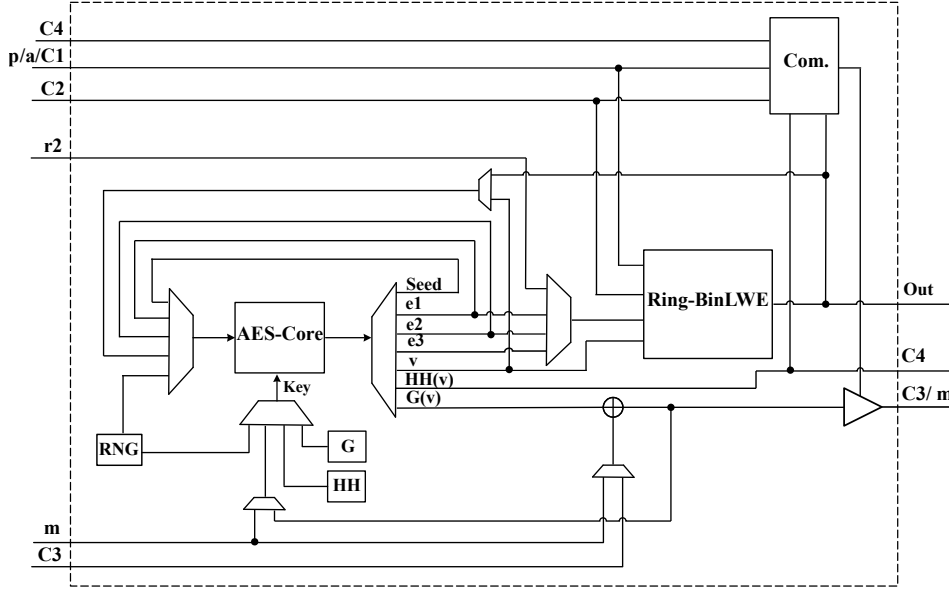 C4
p/a/C1
Com.
C2
r2
Seed
e1
Ring-BinLWE
Out
e2
AES-Core
e3
v
C4
HH(v)
Key
G(v)
C3/ m
RNG
G
HH
m
C3